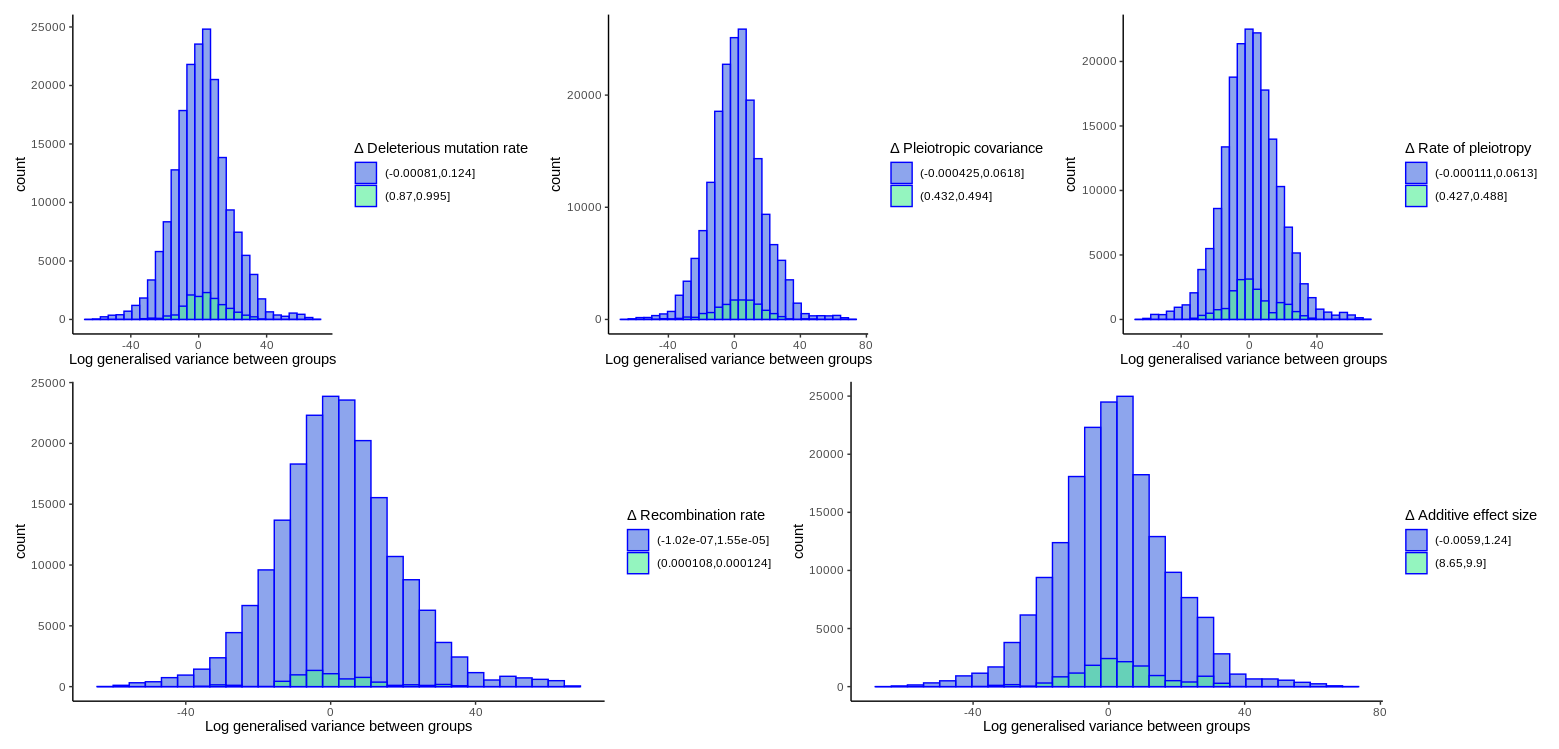 25000
20000
15000
10000
5000
0
count
-40 0 40
Log generalised variance between groups
Δ Deleterious mutation rate
(-0.00081,0.124]
(0.87,0.995]
20000
10000
0
count
-40 0 40 80
Log generalised variance between groups
Δ Pleiotropic covariance
(-0.000425,0.0618]
(0.432,0.494]
20000
15000
10000
5000
0
count
-40 0 40
Log generalised variance between groups
Δ Rate of pleiotropy
(-0.000111,0.0613]
(0.427,0.488]
25000
20000
15000
10000
5000
0
count
-40 0 40
Log generalised variance between groups
Δ Recombination rate
(-1.02e-07,1.55e-05]
(0.000108,0.000124]
25000
20000
15000
10000
5000
0
count
-40 0 40 80
Log generalised variance between groups
Δ Additive effect size
(-0.0059,1.24]
(8.65,9.9]